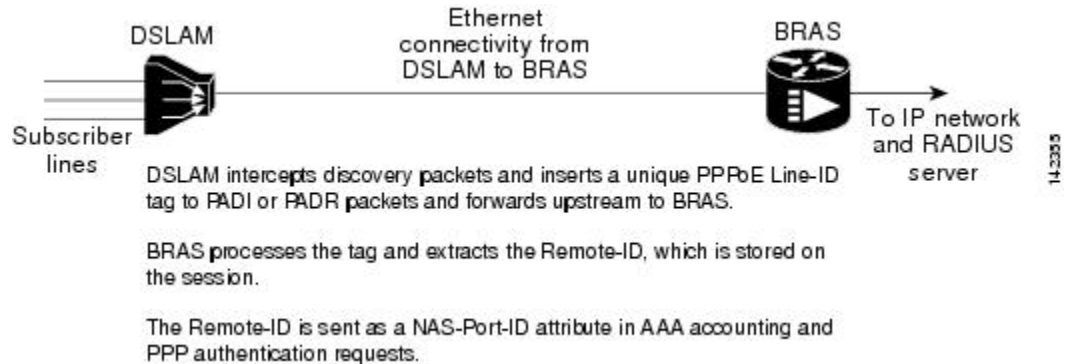 Ethernet
connectivity from
DSLAM to BRAS
DSLAM
BRAS
Subscriber
lines
To IP network
and RADIUS
server
DSLAM intercepts discovery packets and inserts a unique PPPoE Line-ID
tag to PADI or PADR packets and forwards upstream to BRAS.
BRAS processes the tag and extracts the Remote-ID, which is stored on
the session.
The Remote-ID is sent as a NAS-Port-ID attribute in AAA accounting and
PPP authentication requests.
142355